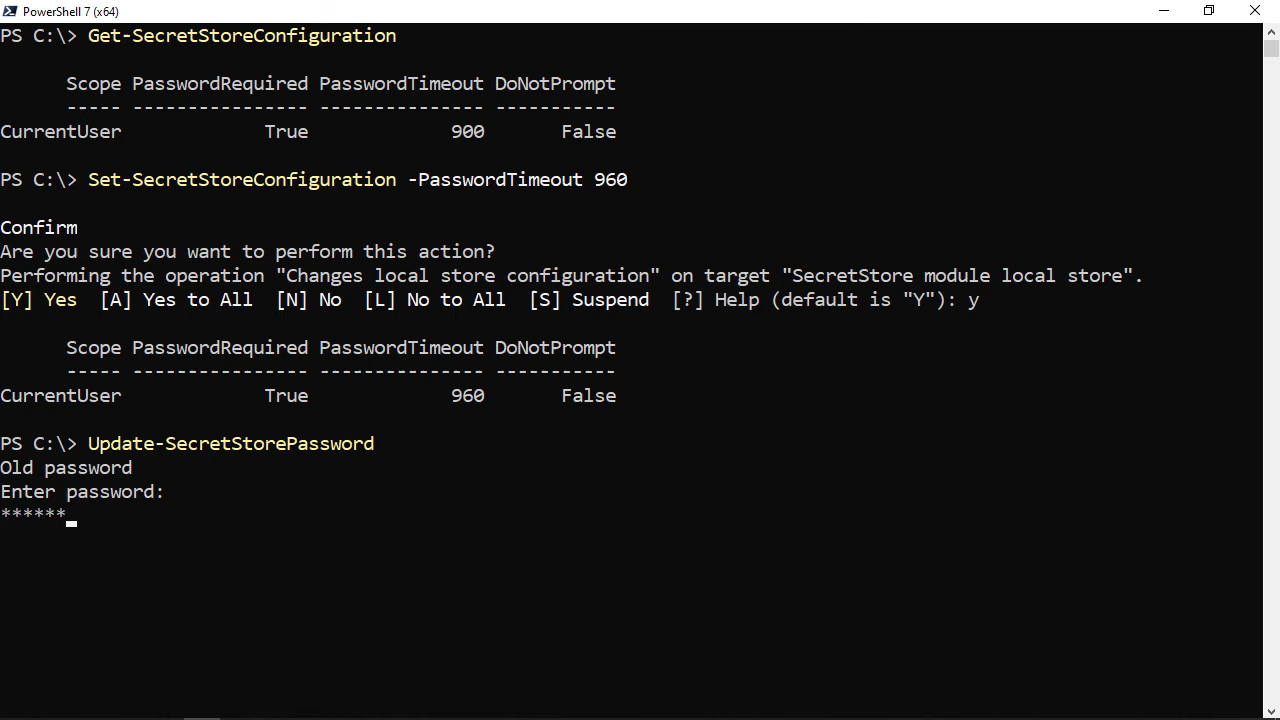 PowerShell 7 (x64)
PS C:\> Get-SecretStoreConfiguration
      Scope PasswordRequired PasswordTimeout DoNotPrompt
      ----- ---------------- --------------- -----------
CurrentUser             True             900       False
PS C:\> Set-SecretStoreConfiguration -PasswordTimeout 960
Confirm
Are you sure you want to perform this action?
Performing the operation "Changes local store configuration" on target "SecretStore module local store".
[Y] Yes  [A] Yes to All  [N] No  [L] No to All  [S] Suspend  [?] Help (default is "Y"): y
      Scope PasswordRequired PasswordTimeout DoNotPrompt
      ----- ---------------- --------------- -----------
CurrentUser             True             960       False
PS C:\> Update-SecretStorePassword
Old password
Enter password:
******